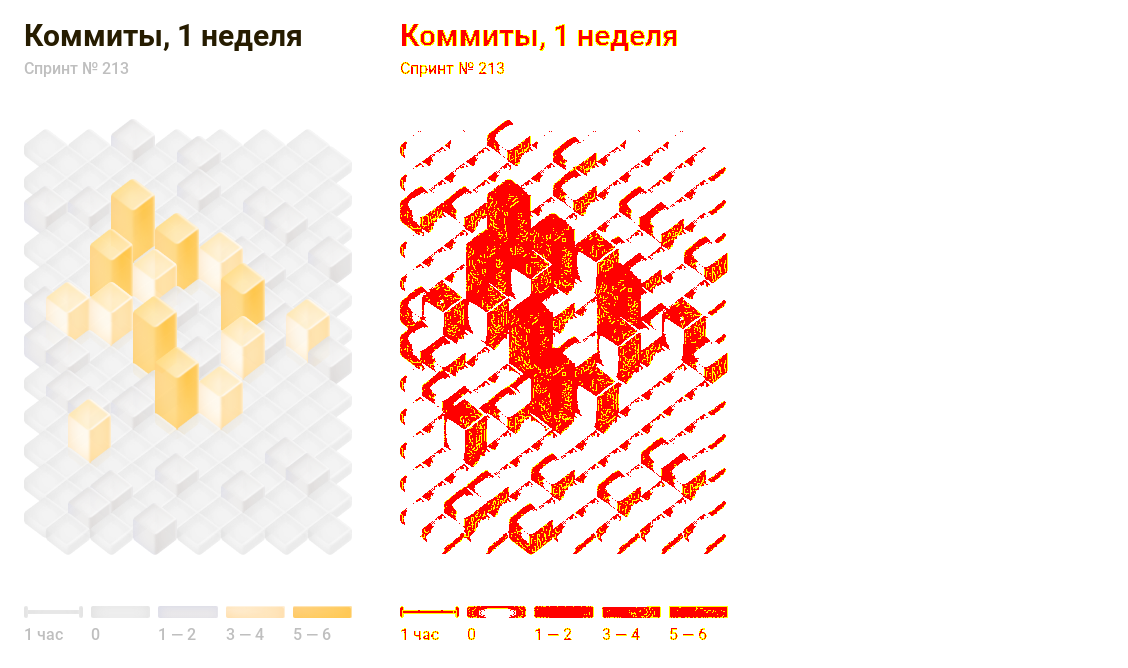 Коммиты, 1 неделя
Спринт № 213
1 час 0 1 — 2 3 — 4 5 — 6
Коммиты, 1 неделя
Спринт № 213
1 час 0 1 — 2 3 — 4 5 — 6